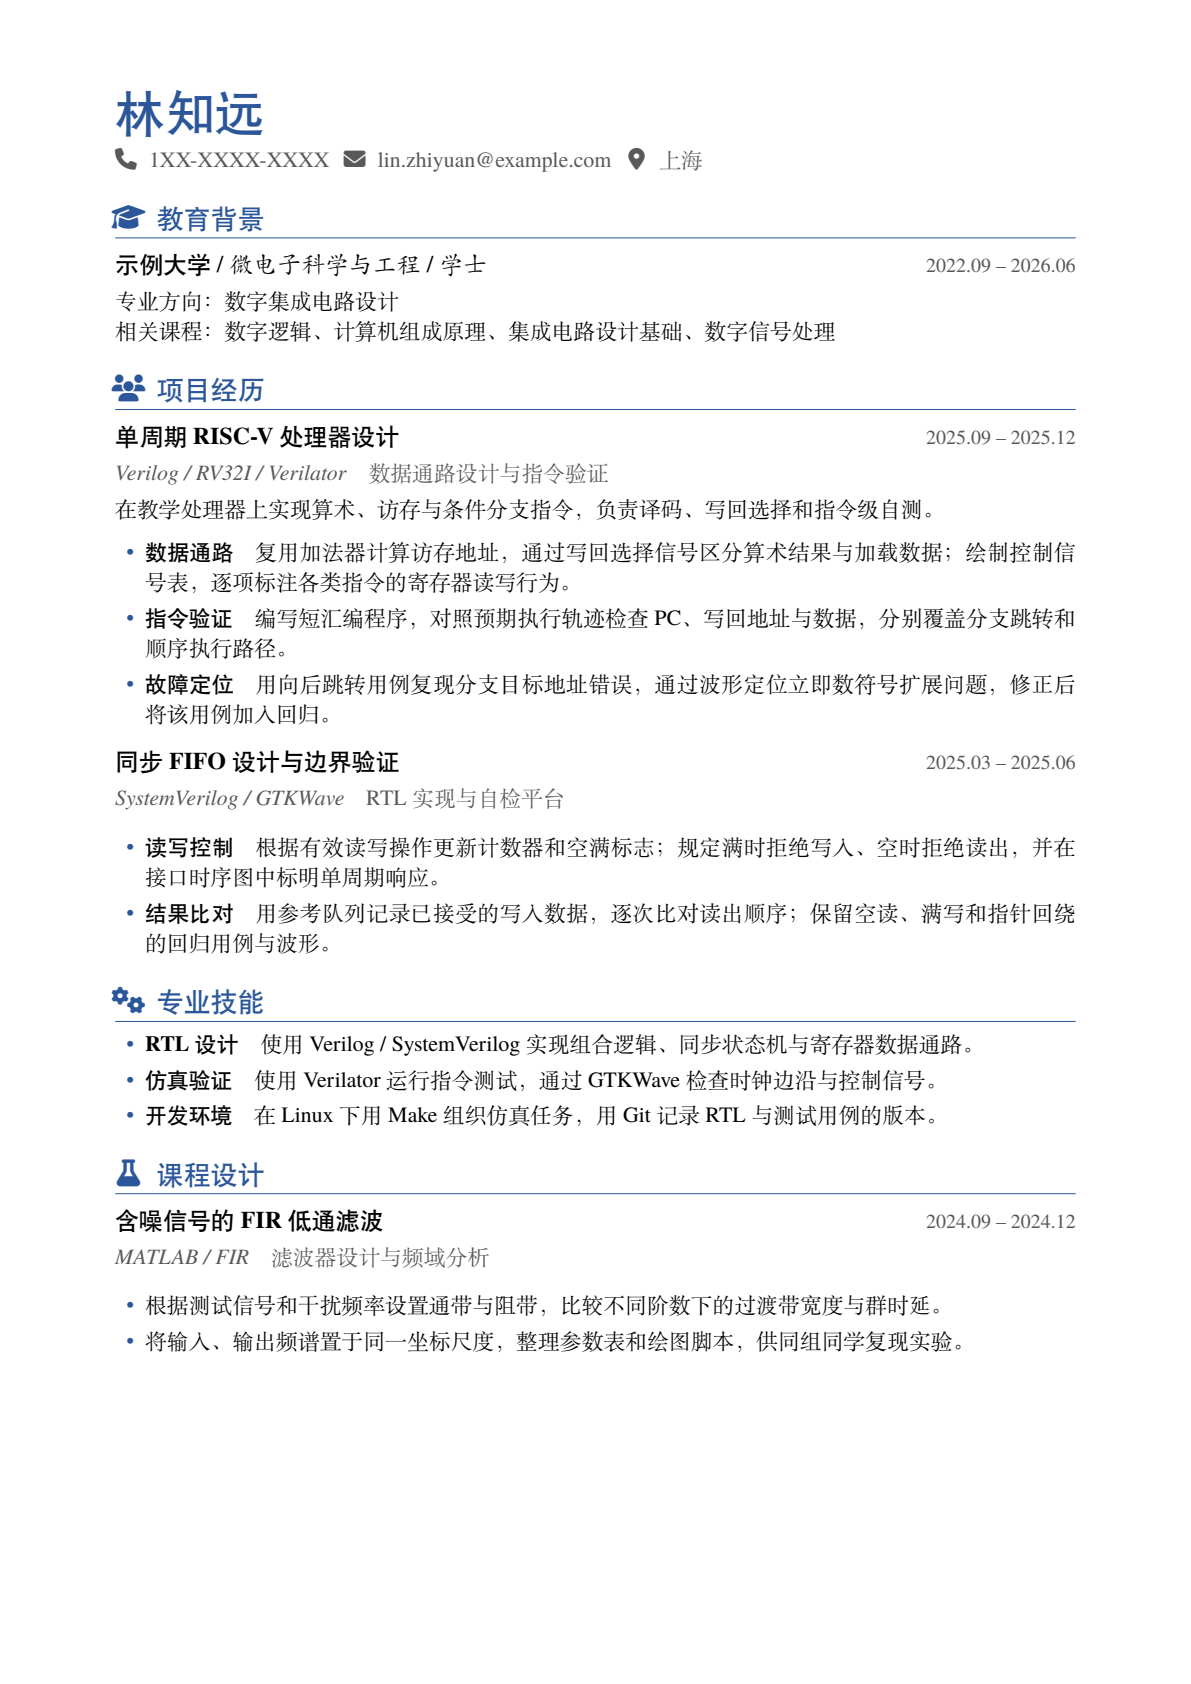 林知远
1XX-XXXX-XXXX lin.zhiyuan@example.com 上海
教育背景
示例大学 / 微电子科学与工程 / 学士 2022.09 – 2026.06
专业方向：数字集成电路设计
相关课程：数字逻辑、计算机组成原理、集成电路设计基础、数字信号处理
项目经历
单周期 RISC-V 处理器设计 2025.09 – 2025.12
Verilog / RV32I / Verilator 数据通路设计与指令验证
在教学处理器上实现算术、访存与条件分支指令，负责译码、写回选择和指令级自测。
• 数据通路 复用加法器计算访存地址，通过写回选择信号区分算术结果与加载数据；绘制控制信
号表，逐项标注各类指令的寄存器读写行为。
• 指令验证 编写短汇编程序，对照预期执行轨迹检查 PC、写回地址与数据，分别覆盖分支跳转和
顺序执行路径。
• 故障定位 用向后跳转用例复现分支目标地址错误，通过波形定位立即数符号扩展问题，修正后
将该用例加入回归。
同步 FIFO 设计与边界验证 2025.03 – 2025.06
SystemVerilog / GTKWave RTL 实现与自检平台
• 读写控制 根据有效读写操作更新计数器和空满标志；规定满时拒绝写入、空时拒绝读出，并在
接口时序图中标明单周期响应。
• 结果比对 用参考队列记录已接受的写入数据，逐次比对读出顺序；保留空读、满写和指针回绕
的回归用例与波形。
专业技能
• RTL 设计 使用 Verilog / SystemVerilog 实现组合逻辑、同步状态机与寄存器数据通路。
• 仿真验证 使用 Verilator 运行指令测试，通过 GTKWave 检查时钟边沿与控制信号。
• 开发环境 在 Linux 下用 Make 组织仿真任务，用 Git 记录 RTL 与测试用例的版本。
课程设计
含噪信号的 FIR 低通滤波 2024.09 – 2024.12
MATLAB / FIR 滤波器设计与频域分析
• 根据测试信号和干扰频率设置通带与阻带，比较不同阶数下的过渡带宽度与群时延。
• 将输入、输出频谱置于同一坐标尺度，整理参数表和绘图脚本，供同组同学复现实验。